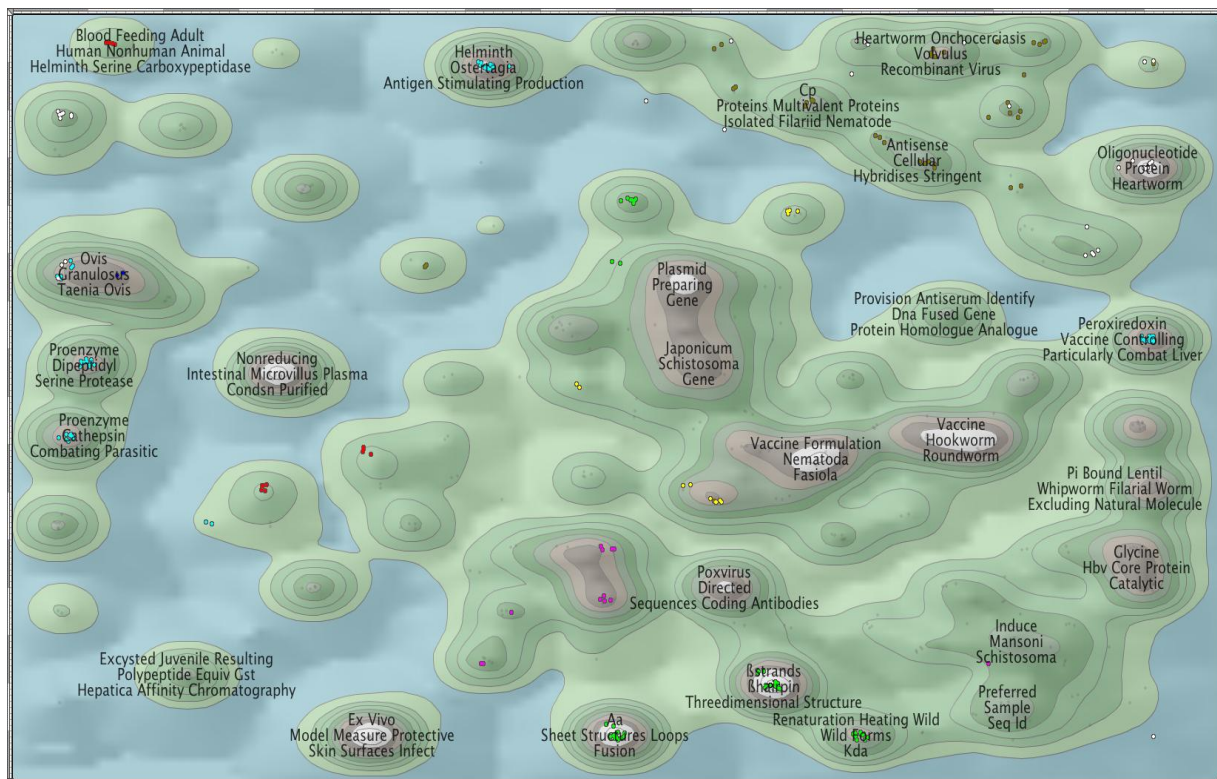 Blood Feeding Adult
Human Nonhuman Animal
Helminth Serine Carboxypeptidase
Helminth
Ostertagia
Antigen Stimulating Production
Heartworm Onchocerciasis
Volvulus
Recombinant Virus
Cp
Proteins Multivalent Proteins
Isolated Filariid Nematode
Antisense
Cellular
Hybridises Stringent
Oligonucleotide
Protein
Heartworm
Ovis
Granulosus
Taenia Ovis
Plasmid
Preparing
Gene
Provision Antiserum Identify
Dna Fused Gene
Protein Homologue Analogue
Peroxiredoxin
Vaccine Controlling
Particularly Combat Liver
Proenzyme
Dipeptidyl
Serine Protease
Nonreducing
Intestinal Microvillus Plasma
Condsn Purified
Japonicum
Schistosoma
Gene
Proenzyme
Cathepsin
Combating Parasitic
Vaccine Formulation
Nematoda
Fasiola
Vaccine
Hookworm
Roundworm
Pi Bound Lentil
Whipworm Filarial Worm
Excluding Natural Molecule
Glycine
Hbv Core Protein
Catalytic
Poxvirus
Directed
Sequences Coding Antibodies
Induce
Mansoni
Schistosoma
Excysted Juvenile Resulting
Polypeptide Equiv Gst
Hepatica Affinity Chromatography
ßstrands
ßhairpin
Threedimensional Structure
Preferred
Sample
Seq Id
Ex Vivo
Model Measure Protective
Skin Surfaces Infect
Aa
Sheet Structures Loops
Fusion
Renaturation Heating Wild
Wild Forms
Kda